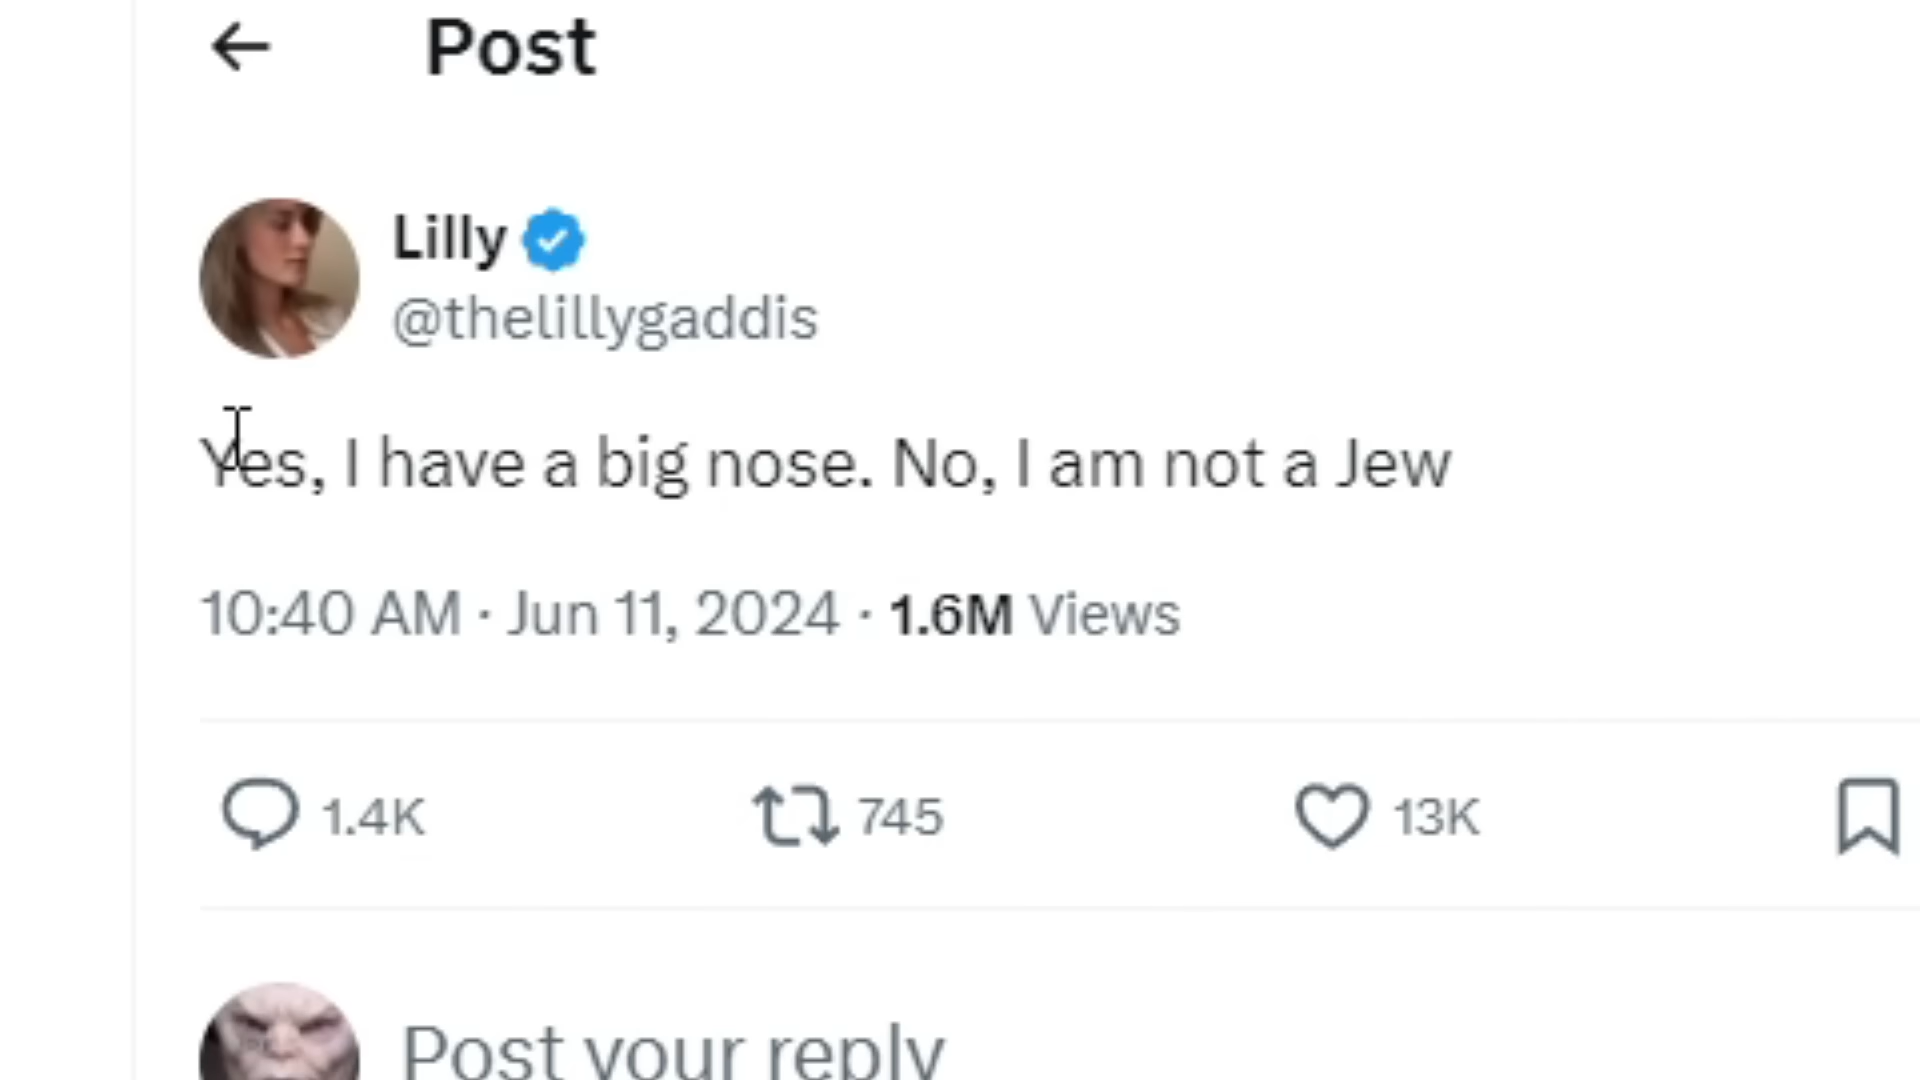 Post
Lilly
@thelillygaddis
Yes, I have a big nose. No, I am not a Jew
10:40 AM · Jun 11, 2024 · 1.6M Views
1.4K 745 13K
Post your reply